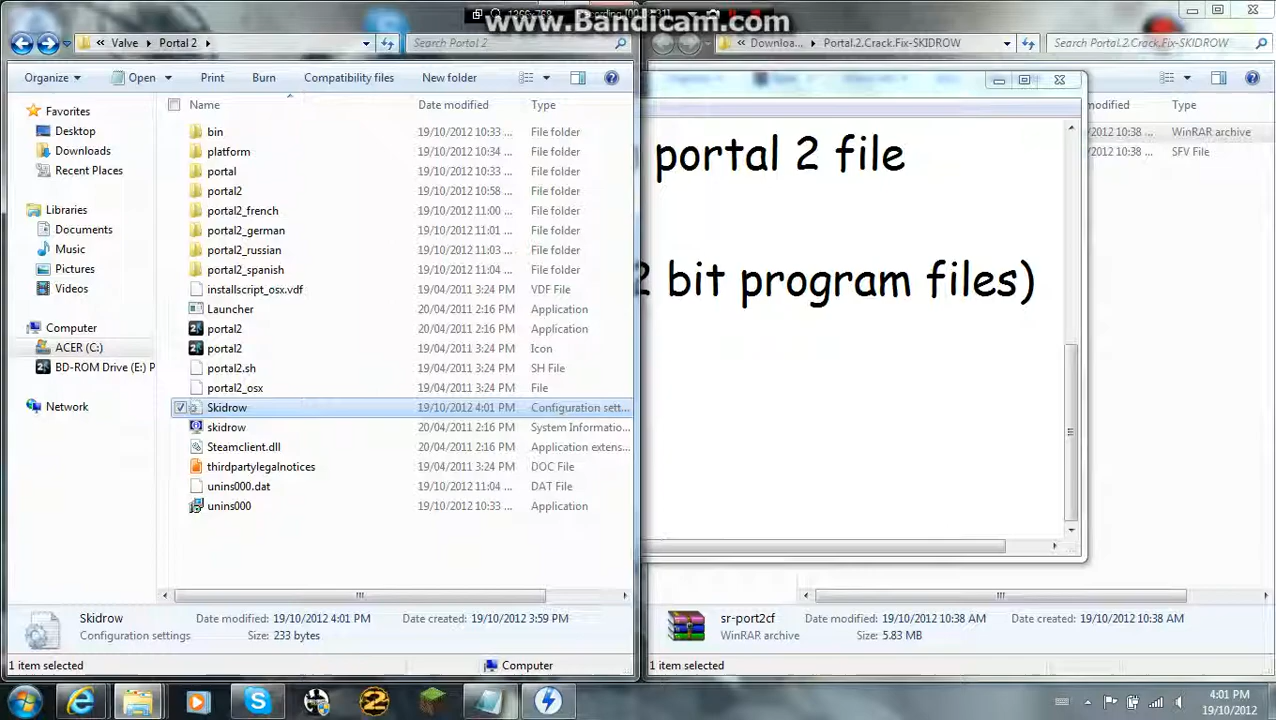 www.Bandicam.com
Valve ▸ Portal 2 ▸
Search Portal 2
Downloa... ▸ Portal.2.Crack.Fix-SKIDROW
Search Portal.2.Crack.Fix-SKIDROW
Organize Open Print Burn Compatibility files New folder
Favorites
Desktop
Downloads
Recent Places
Libraries
Documents
Music
Pictures
Videos
Computer
ACER (C:)
BD-ROM Drive (E:) P
Network
Name Date modified Type
bin 19/10/2012 10:33 ... File folder
platform 19/10/2012 10:34 ... File folder
portal 19/10/2012 10:33 ... File folder
portal2 19/10/2012 10:58 ... File folder
portal2_french 19/10/2012 11:00 ... File folder
portal2_german 19/10/2012 11:01 ... File folder
portal2_russian 19/10/2012 11:03 ... File folder
portal2_spanish 19/10/2012 11:04 ... File folder
installscript_osx.vdf 19/04/2011 3:24 PM VDF File
Launcher 20/04/2011 2:16 PM Application
portal2 20/04/2011 2:16 PM Application
portal2 19/04/2011 3:24 PM Icon
portal2.sh 19/04/2011 3:24 PM SH File
portal2_osx 19/04/2011 3:24 PM File
Skidrow 19/10/2012 4:01 PM Configuration sett...
skidrow 20/04/2011 2:16 PM System Informatio...
Steamclient.dll 20/04/2011 2:16 PM Application extens...
thirdpartylegalnotices 19/04/2011 3:24 PM DOC File
unins000.dat 19/10/2012 11:04 ... DAT File
unins000 19/10/2012 10:33 ... Application
portal 2 file
2 bit program files)
modified Type
/2012 10:38 ... WinRAR archive
/2012 10:38 ... SFV File
Skidrow Date modified: 19/10/2012 4:01 PM Date created: 19/10/2012 3:59 PM
Configuration settings Size: 233 bytes
1 item selected Computer
sr-port2cf Date modified: 19/10/2012 10:38 AM Date created: 19/10/2012 10:38 AM
WinRAR archive Size: 5.83 MB
1 item selected
4:01 PM
19/10/2012